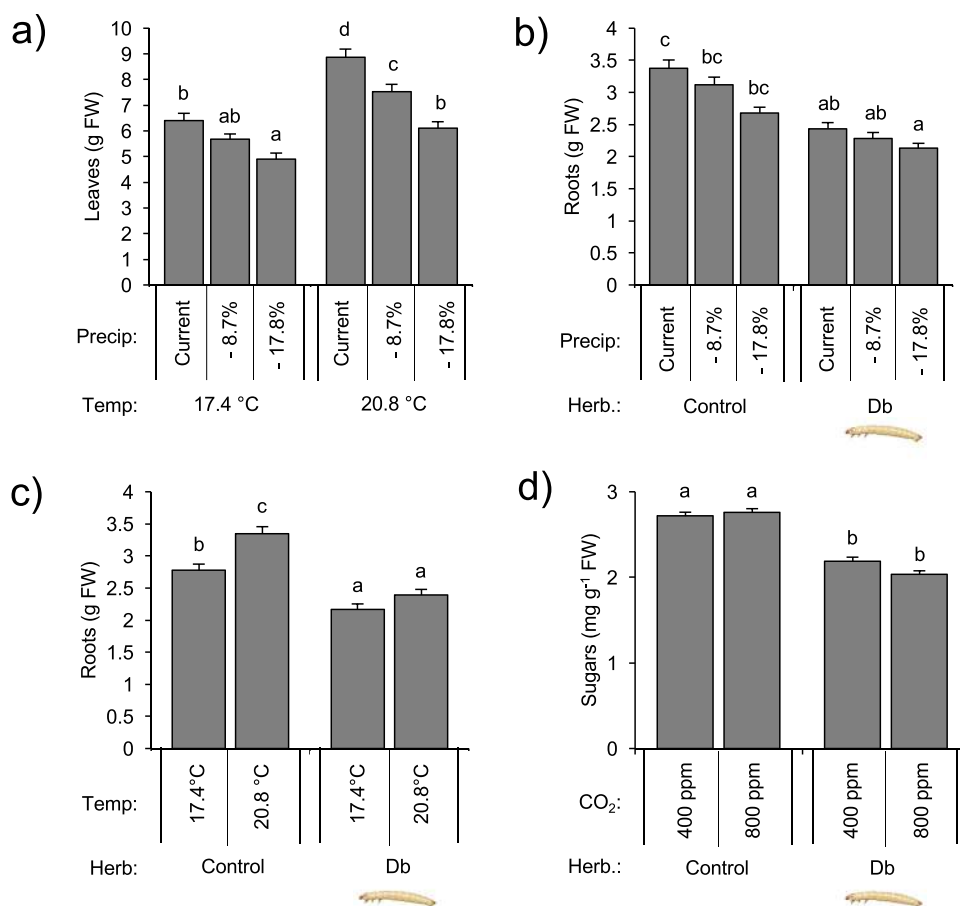 a)
Leaves (g FW)
10
9
8
7
6
5
4
3
2
1
0
b
ab
a
d
c
b
Precip:
Current
- 8.7%
- 17.8%
Current
- 8.7%
- 17.8%
Temp:
17.4 °C
20.8 °C
b)
Roots (g FW)
4
3.5
3
2.5
2
1.5
1
0.5
0
c
bc
bc
ab
ab
a
Precip:
Current
- 8.7%
- 17.8%
Current
- 8.7%
- 17.8%
Herb.:
Control
Db
c)
Roots (g FW)
4
3.5
3
2.5
2
1.5
1
0.5
0
b
c
a
a
Temp:
17.4°C
20.8 °C
17.4°C
20.8°C
Herb:
Control
Db
d)
Sugars (mg g⁻¹ FW)
3
2
1
0
a
a
b
b
CO₂:
400 ppm
800 ppm
400 ppm
800 ppm
Herb.:
Control
Db